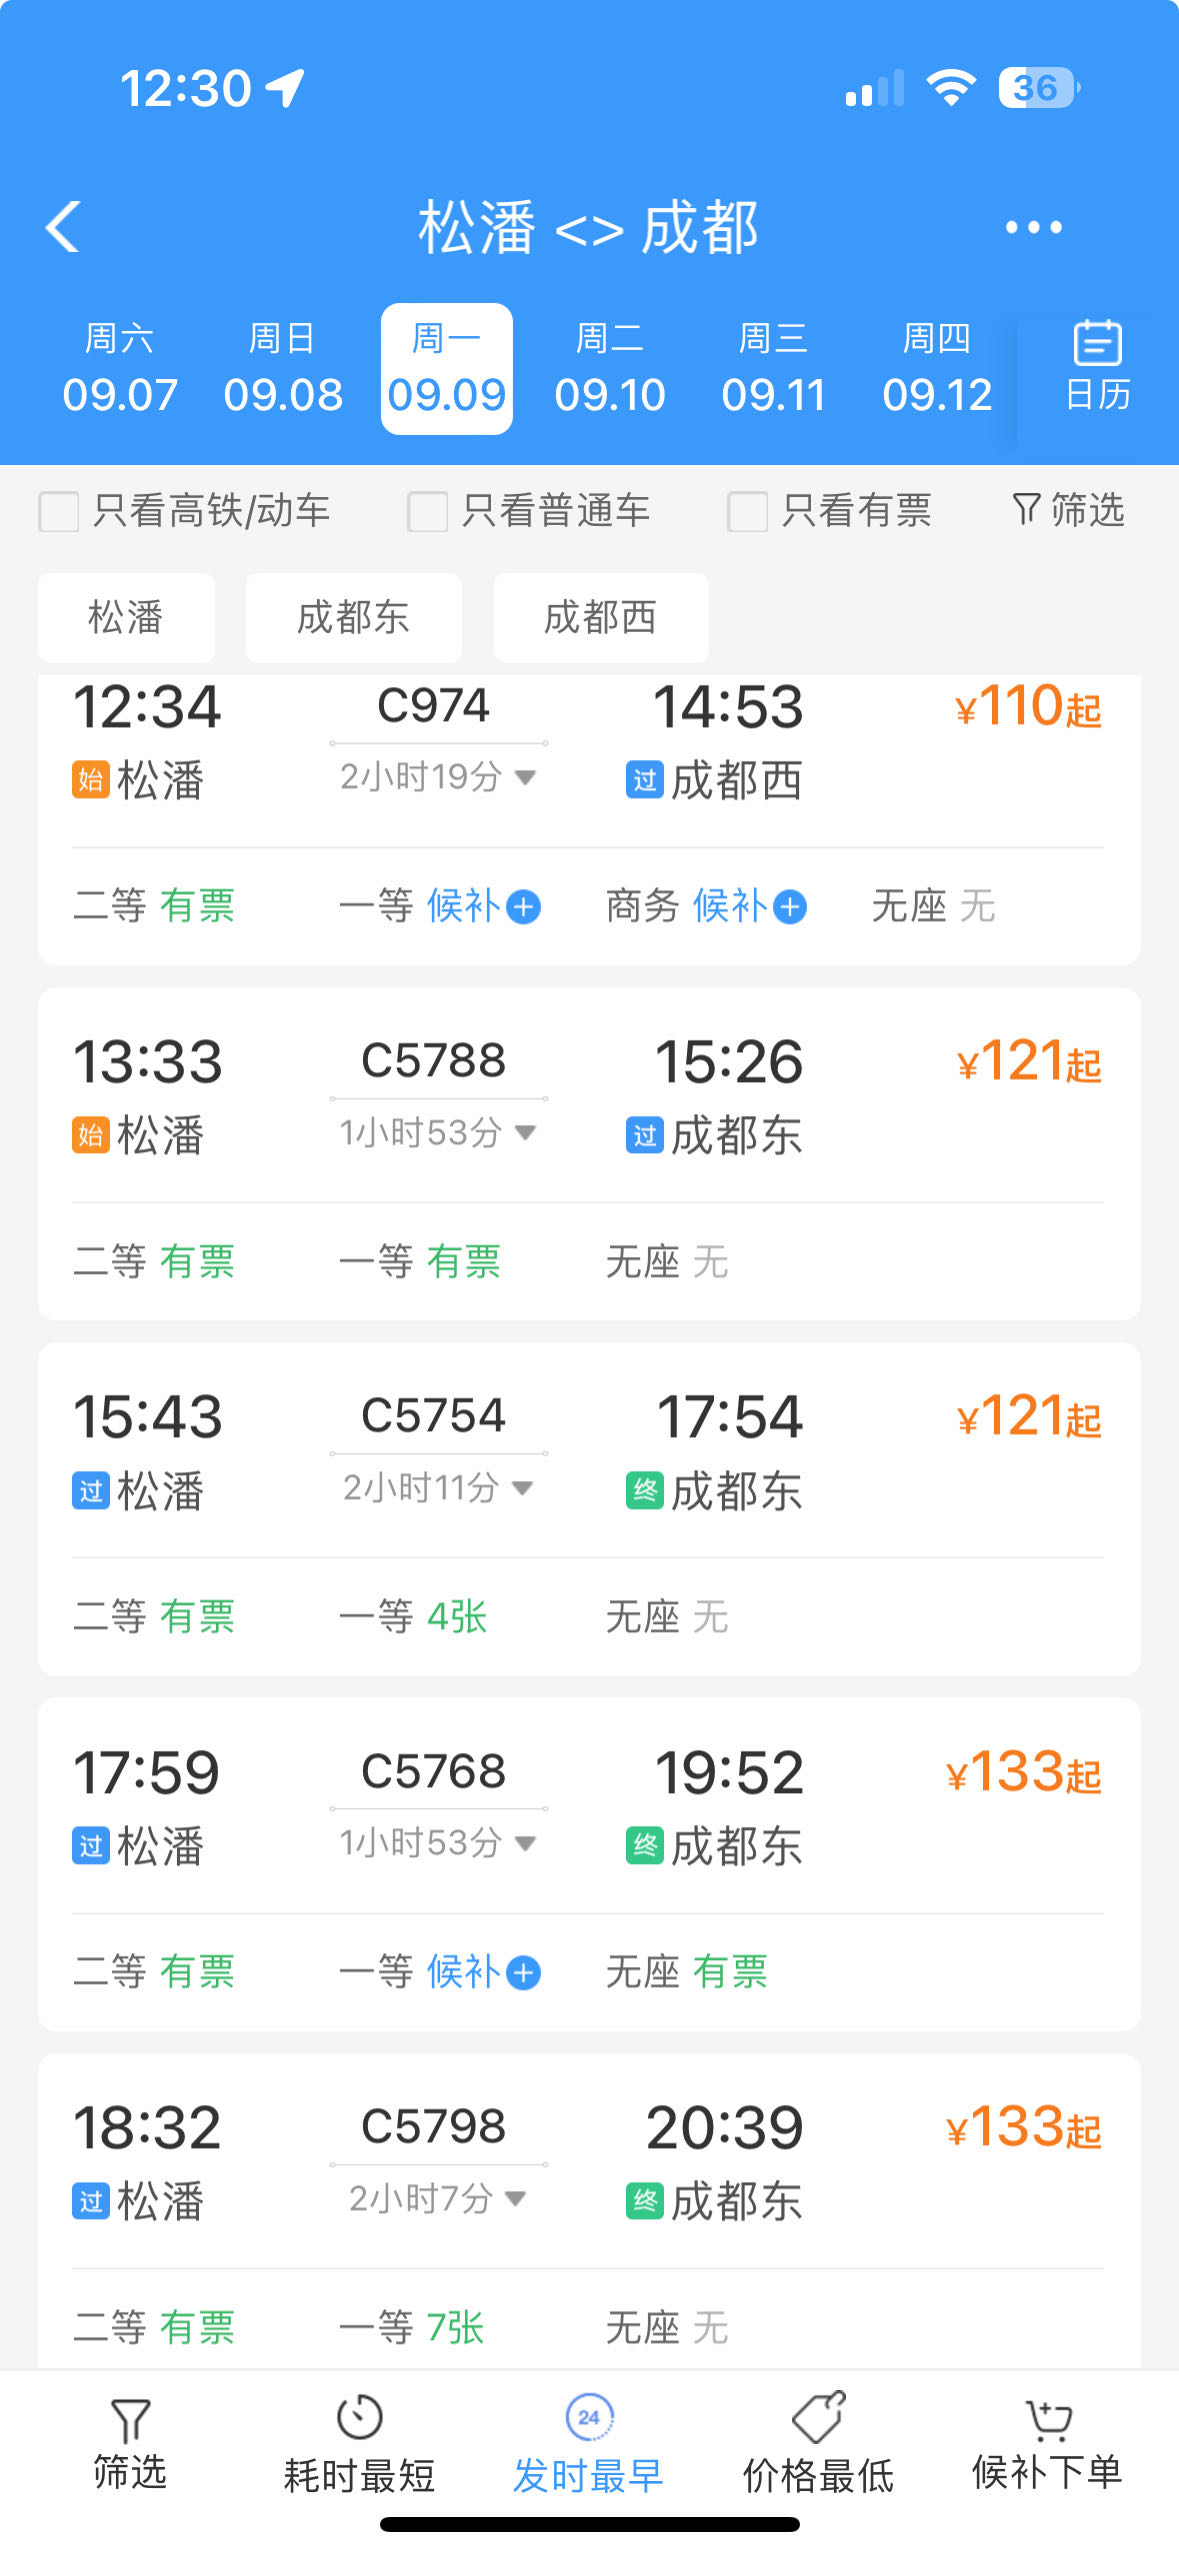 12:30 36
松潘 <> 成都
周六 周日 周一 周二 周三 周四
09.07 09.08 09.09 09.10 09.11 09.12 日历
只看高铁/动车 只看普通车 只看有票 筛选
松潘 成都东 成都西
12:34 C974 14:53 ¥110起
始 松潘 2小时19分 过 成都西
二等 有票 一等 候补 商务 候补 无座 无
13:33 C5788 15:26 ¥121起
始 松潘 1小时53分 过 成都东
二等 有票 一等 有票 无座 无
15:43 C5754 17:54 ¥121起
过 松潘 2小时11分 终 成都东
二等 有票 一等 4张 无座 无
17:59 C5768 19:52 ¥133起
过 松潘 1小时53分 终 成都东
二等 有票 一等 候补 无座 有票
18:32 C5798 20:39 ¥133起
过 松潘 2小时7分 终 成都东
二等 有票 一等 7张 无座 无
24
筛选 耗时最短 发时最早 价格最低 候补下单